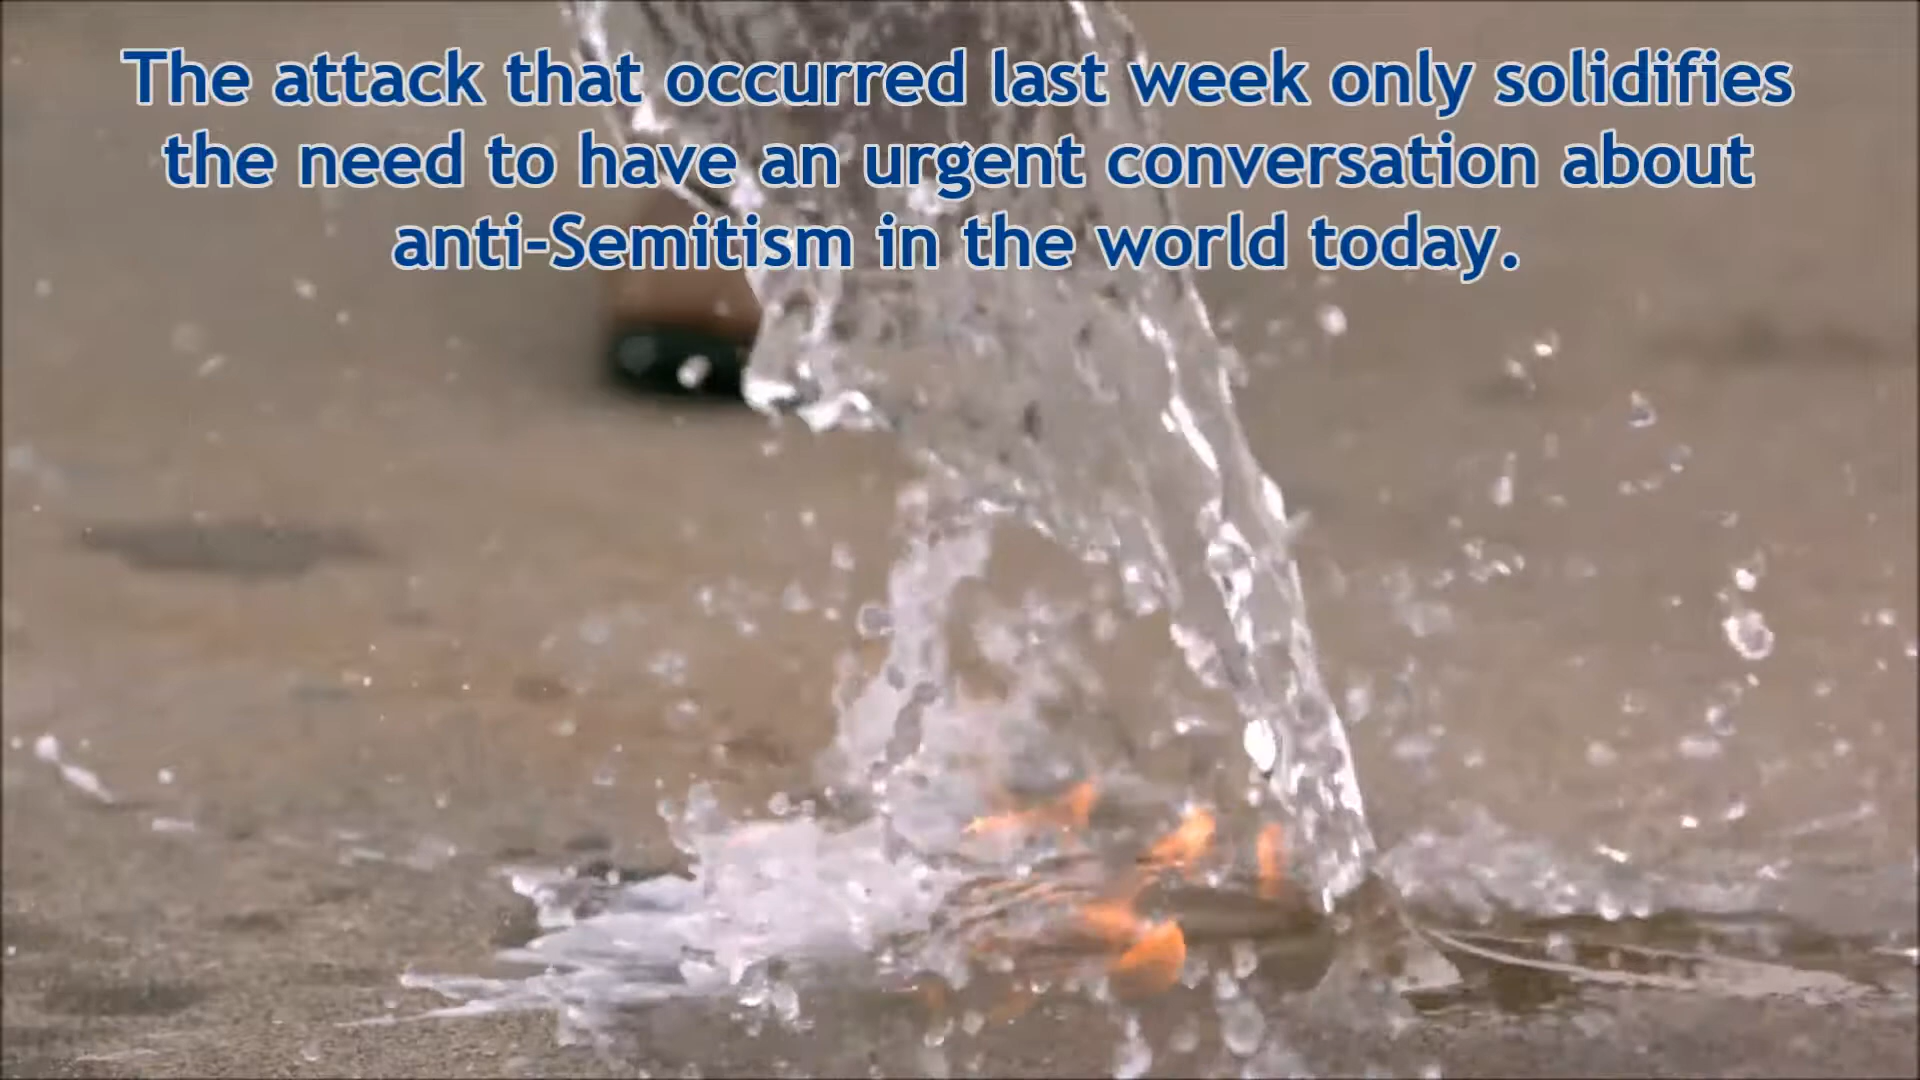 The attack that occurred last week only solidifies
the need to have an urgent conversation about
anti-Semitism in the world today.